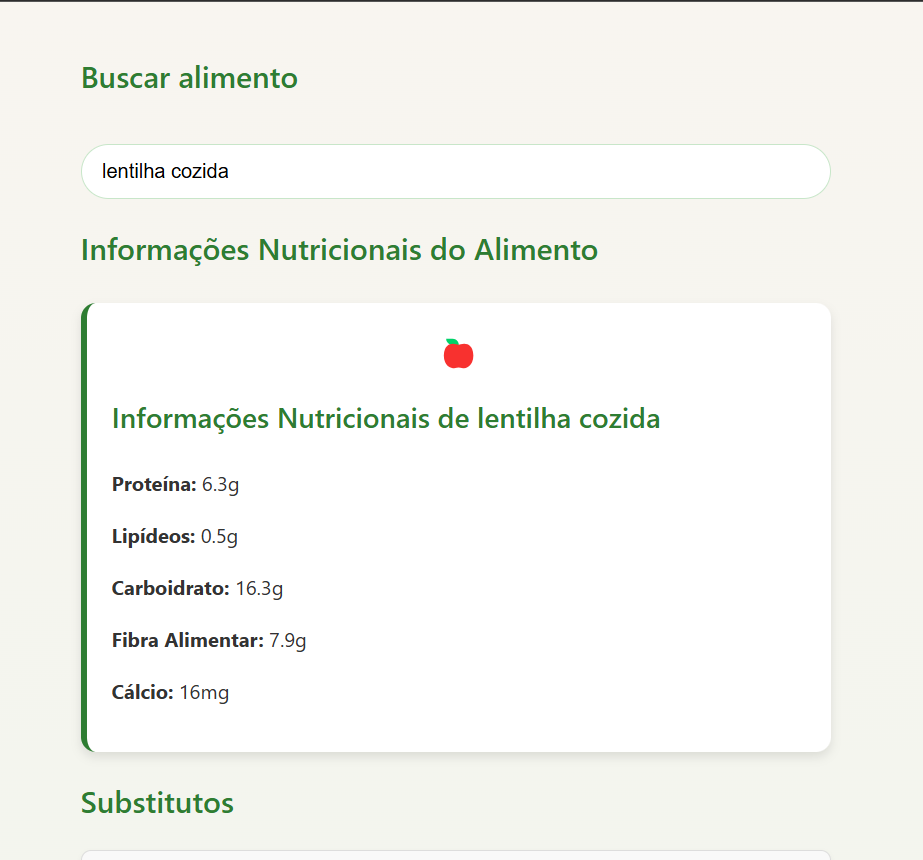 Buscar alimento
lentilha cozida
Informações Nutricionais do Alimento
Informações Nutricionais de lentilha cozida
Proteína: 6.3g
Lipídeos: 0.5g
Carboidrato: 16.3g
Fibra Alimentar: 7.9g
Cálcio: 16mg
Substitutos